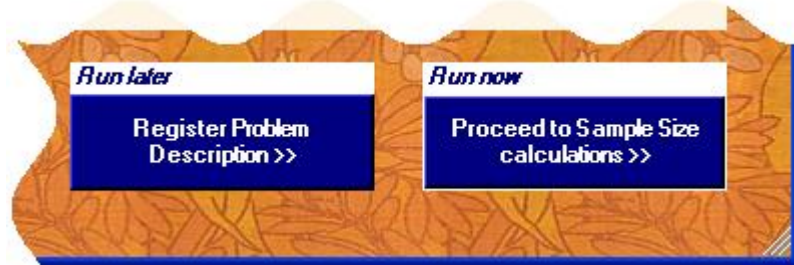 Run later
Run now
Register Problem
Description >>
Proceed to Sample Size
calculations >>